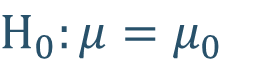 H₀: μ = μ₀